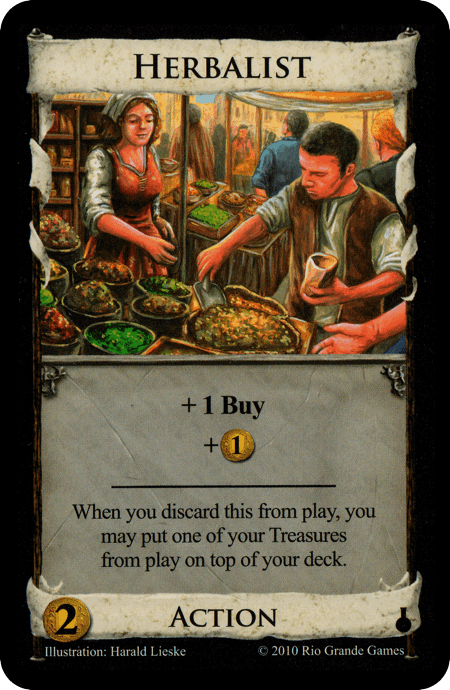 HERBALIST
+1 Buy
+1
When you discard this from play, you
may put one of your Treasures
from play on top of your deck.
2
ACTION
Illustration: Harald Lieske © 2010 Rio Grande Games